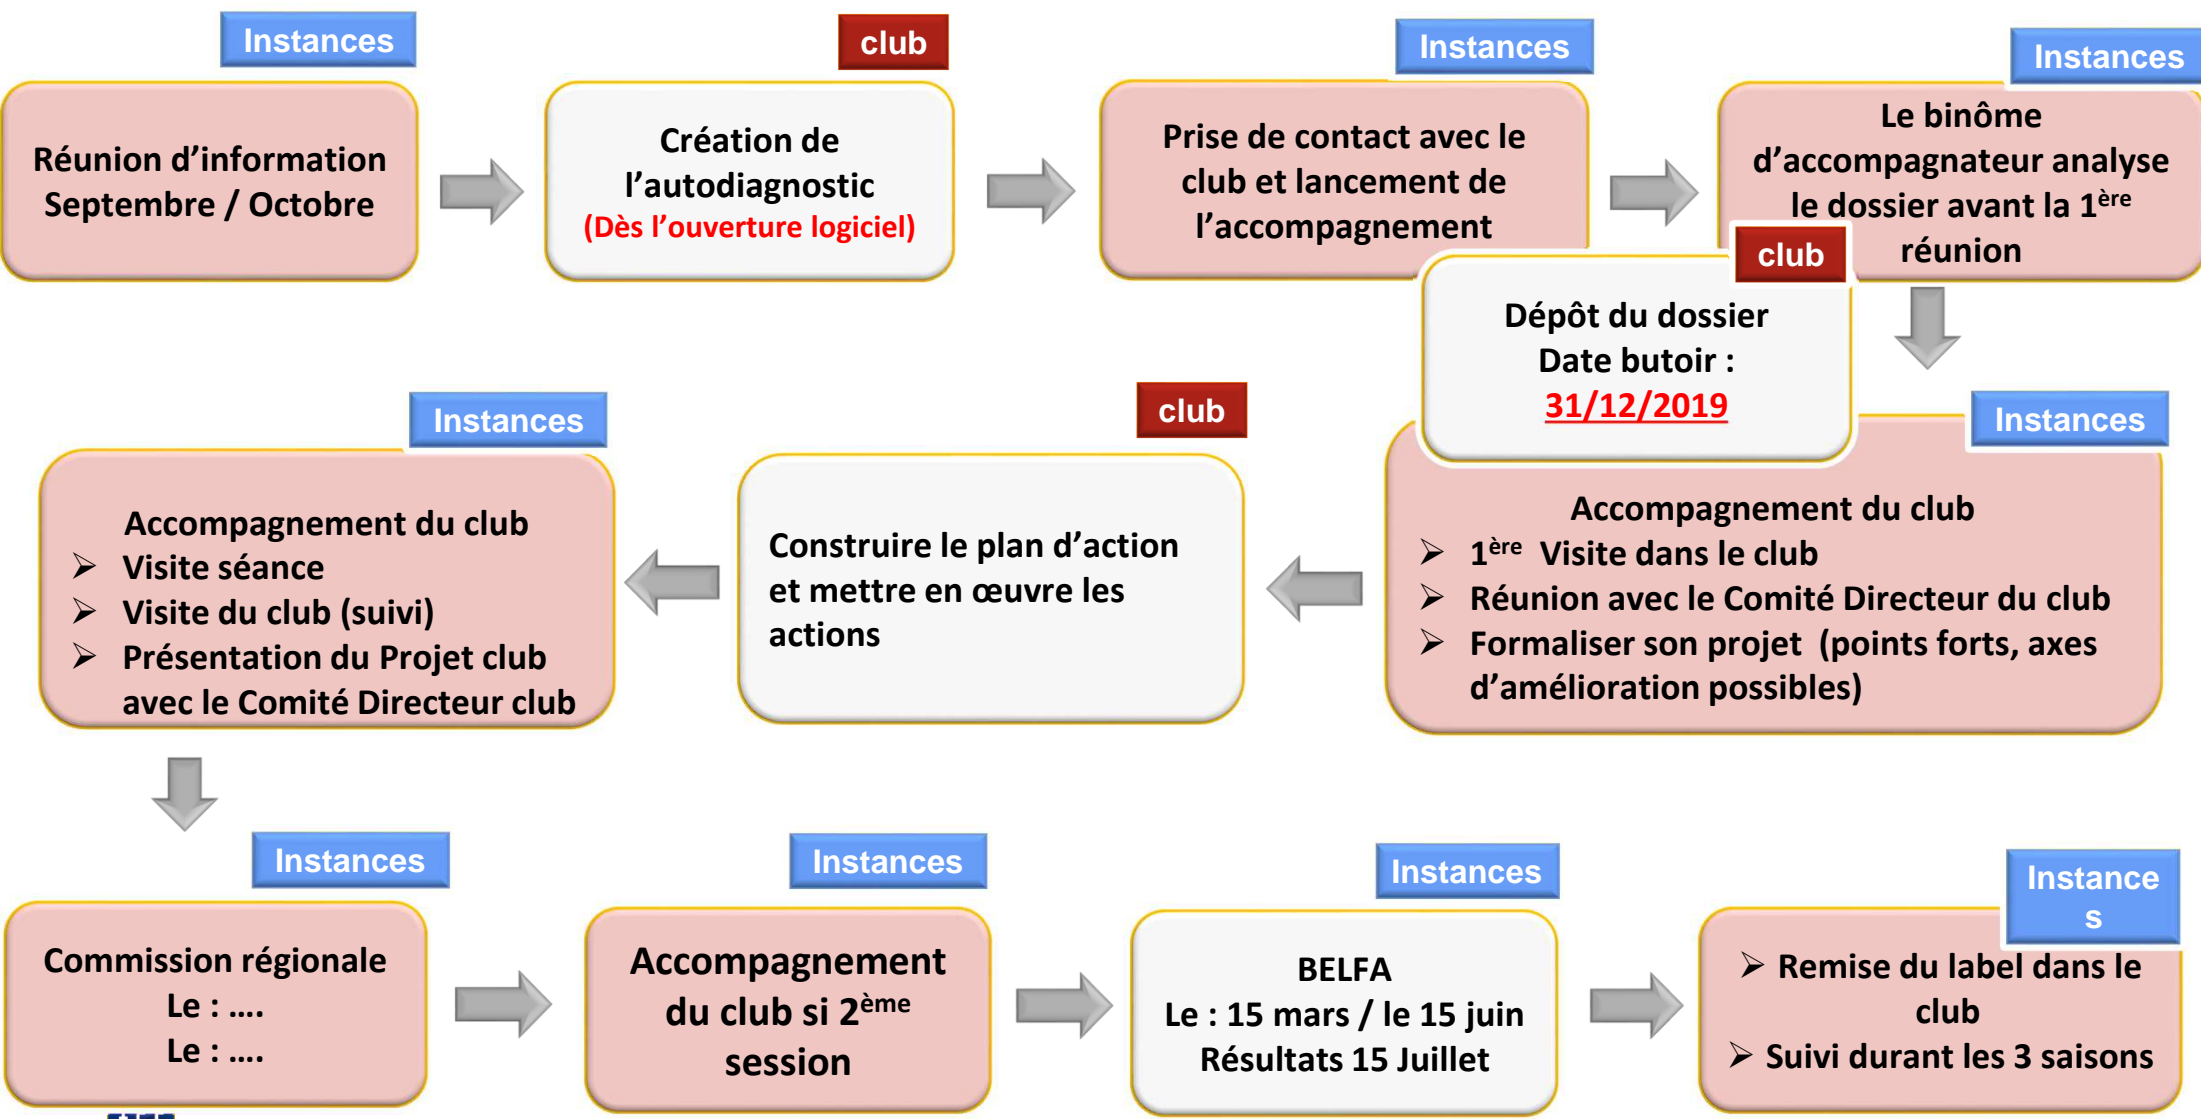 Instances
Réunion d’information
Septembre / Octobre
club
Création de
l’autodiagnostic
(Dès l’ouverture logiciel)
Instances
Prise de contact avec le
club et lancement de
l’accompagnement
Instances
Le binôme
d’accompagnateur analyse
le dossier avant la 1ère
réunion
club
Dépôt du dossier
Date butoir :
31/12/2019
Instances
Accompagnement du club
➢ 1ère Visite dans le club
➢ Réunion avec le Comité Directeur du club
➢ Formaliser son projet (points forts, axes
d’amélioration possibles)
club
Construire le plan d’action
et mettre en œuvre les
actions
Instances
Accompagnement du club
➢ Visite séance
➢ Visite du club (suivi)
➢ Présentation du Projet club
avec le Comité Directeur club
Instances
Commission régionale
Le : ....
Le : ....
Instances
Accompagnement
du club si 2ème
session
Instances
BELFA
Le : 15 mars / le 15 juin
Résultats 15 Juillet
Instance
s
➢ Remise du label dans le
club
➢ Suivi durant les 3 saisons